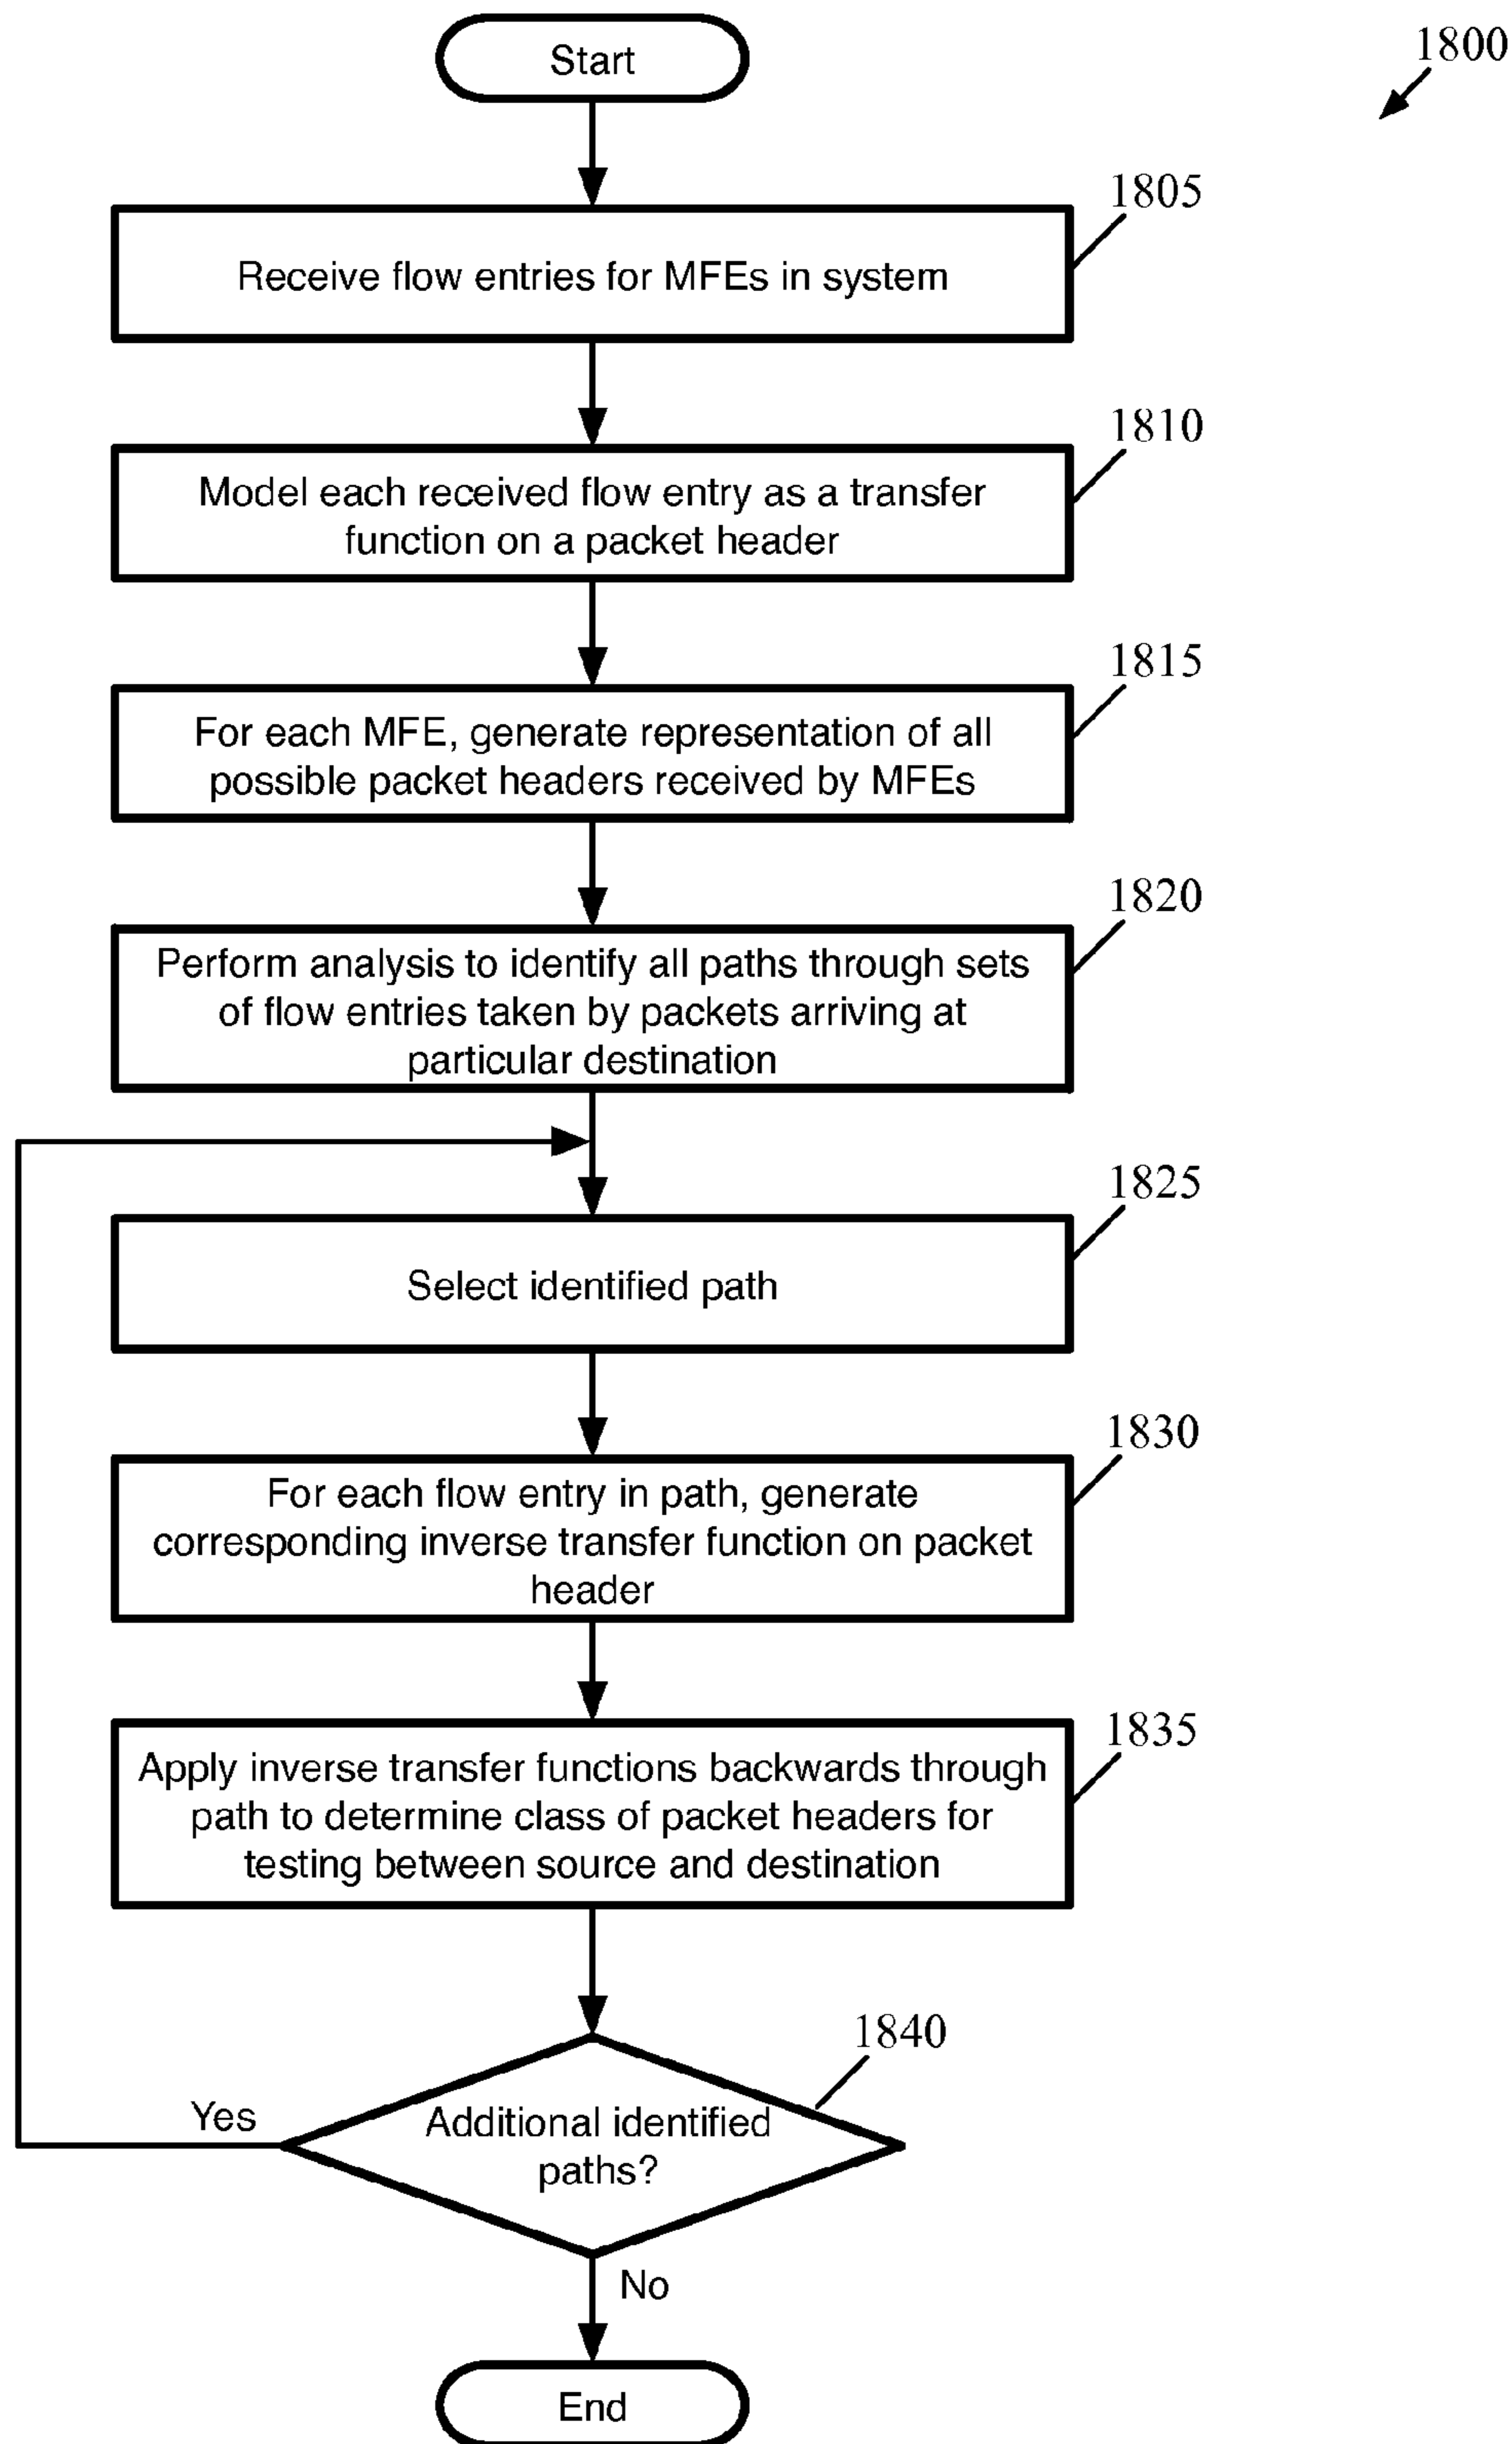 Start
1800
1805
Receive flow entries for MFEs in system
1810
Model each received flow entry as a transfer
function on a packet header
1815
For each MFE, generate representation of all
possible packet headers received by MFEs
1820
Perform analysis to identify all paths through sets
of flow entries taken by packets arriving at
particular destination
1825
Select identified path
1830
For each flow entry in path, generate
corresponding inverse transfer function on packet
header
1835
Apply inverse transfer functions backwards through
path to determine class of packet headers for
testing between source and destination
1840
Yes
Additional identified
paths?
No
End